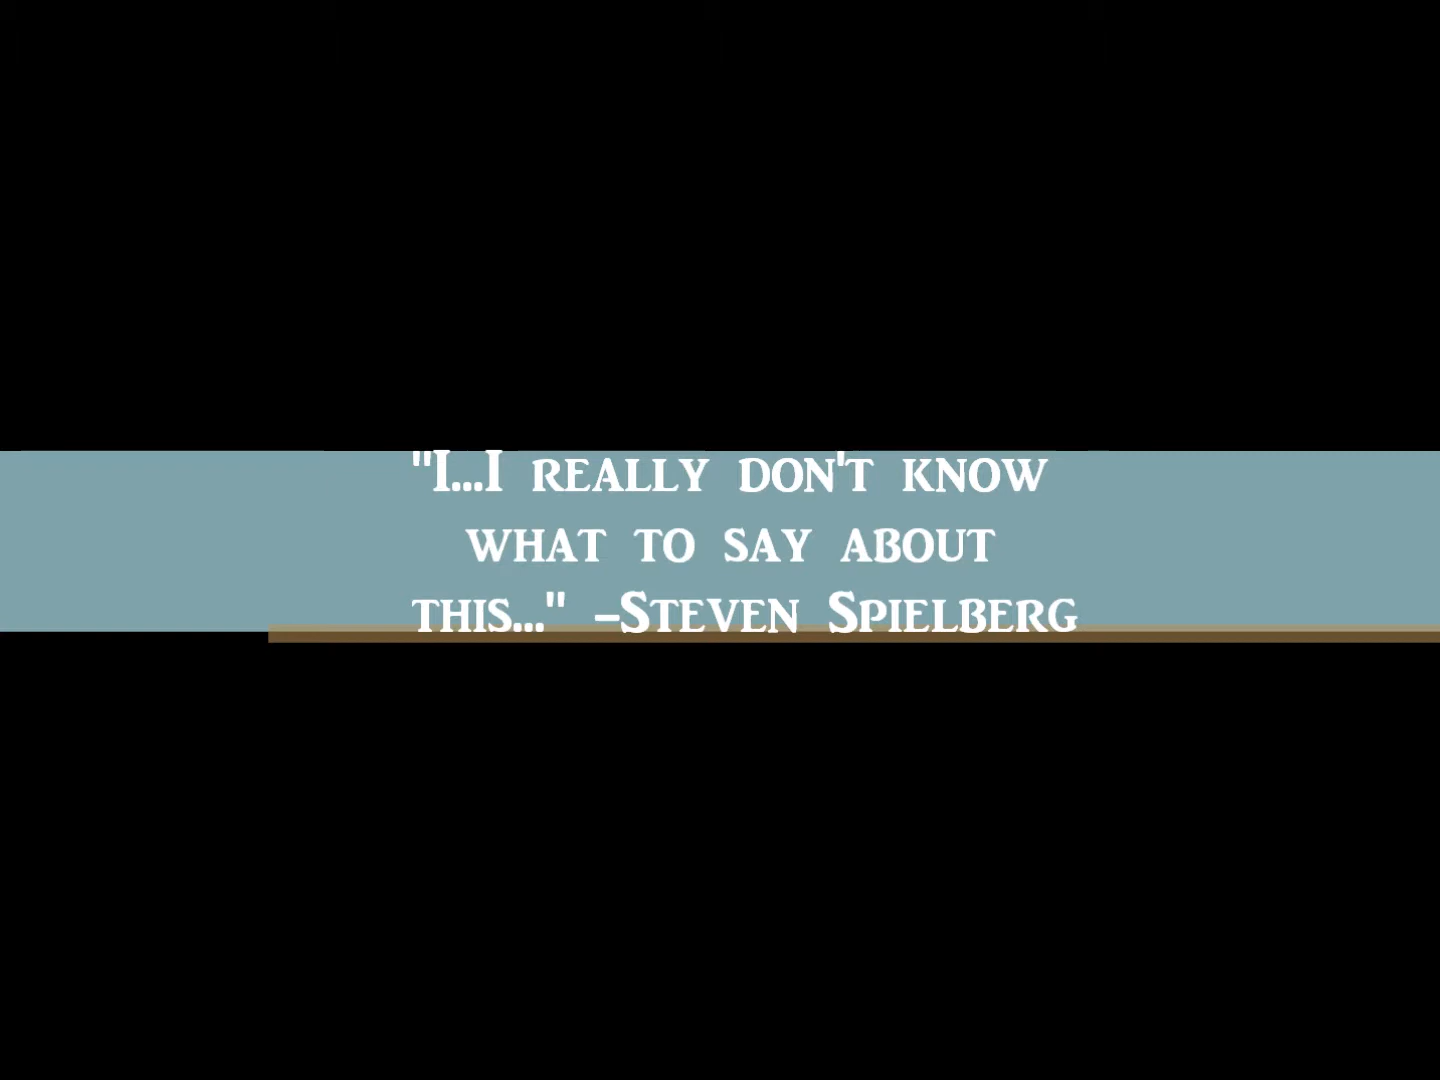 "I...I really don't know
what to say about
this..." -Steven Spielberg